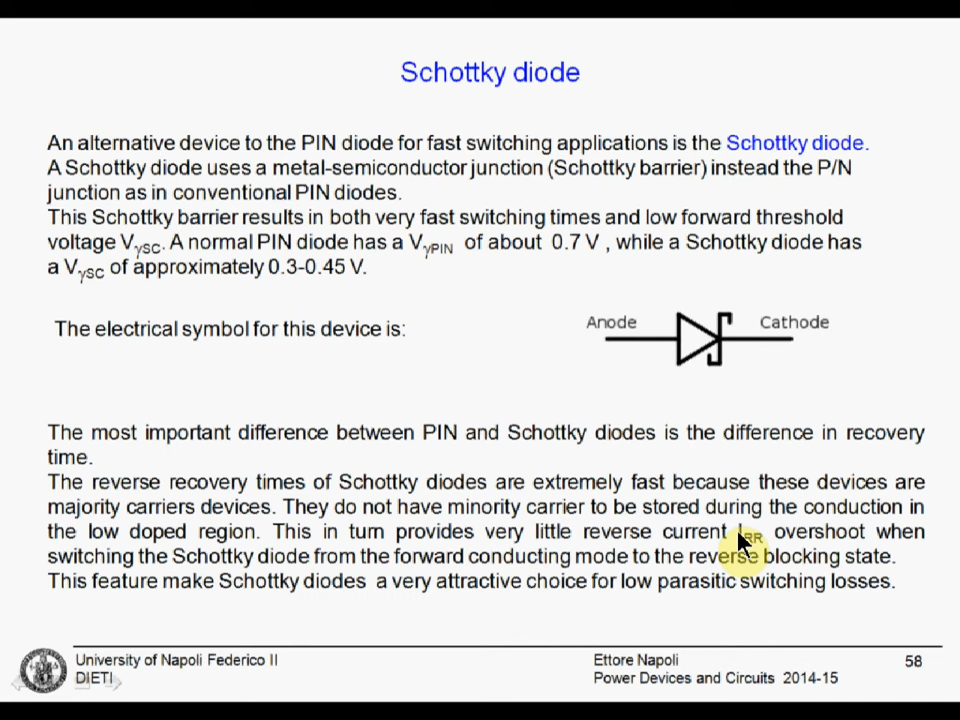 Schottky diode
An alternative device to the PIN diode for fast switching applications is the Schottky diode.
A Schottky diode uses a metal-semiconductor junction (Schottky barrier) instead the P/N
junction as in conventional PIN diodes.
This Schottky barrier results in both very fast switching times and low forward threshold
voltage VγSC. A normal PIN diode has a VγPIN of about 0.7 V , while a Schottky diode has
a VγSC of approximately 0.3-0.45 V.
The electrical symbol for this device is:
Anode Cathode
The most important difference between PIN and Schottky diodes is the difference in recovery
time.
The reverse recovery times of Schottky diodes are extremely fast because these devices are
majority carriers devices. They do not have minority carrier to be stored during the conduction in
the low doped region. This in turn provides very little reverse current IRR overshoot when
switching the Schottky diode from the forward conducting mode to the reverse blocking state.
This feature make Schottky diodes a very attractive choice for low parasitic switching losses.
University of Napoli Federico II
DIETI
Ettore Napoli
Power Devices and Circuits 2014-15
58